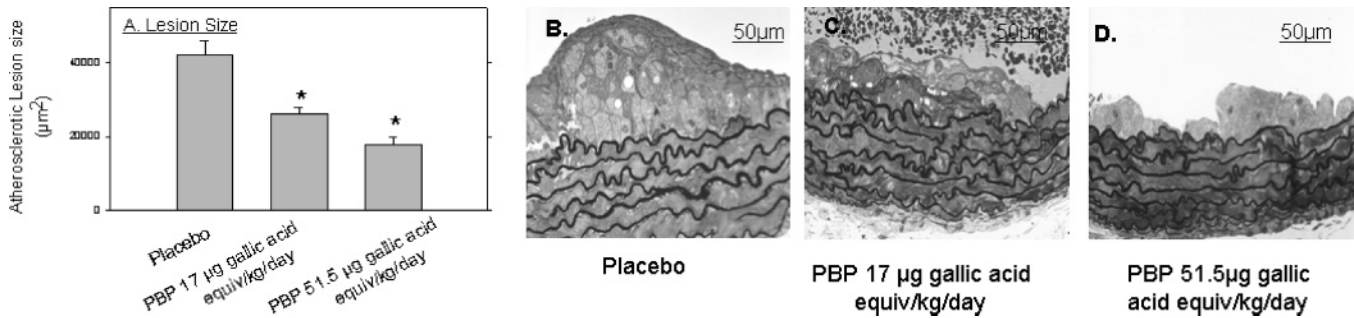 A. Lesion Size
Atherosclerotic Lesion size
(µm²)
40000
20000
0
*
*
Placebo
PBP 17 µg gallic acid
equiv/kg/day
PBP 51.5 µg gallic acid
equiv/kg/day
B.
50µm
Placebo
C.
50µm
PBP 17 µg gallic acid
equiv/kg/day
D.
50µm
PBP 51.5µg gallic
acid equiv/kg/day